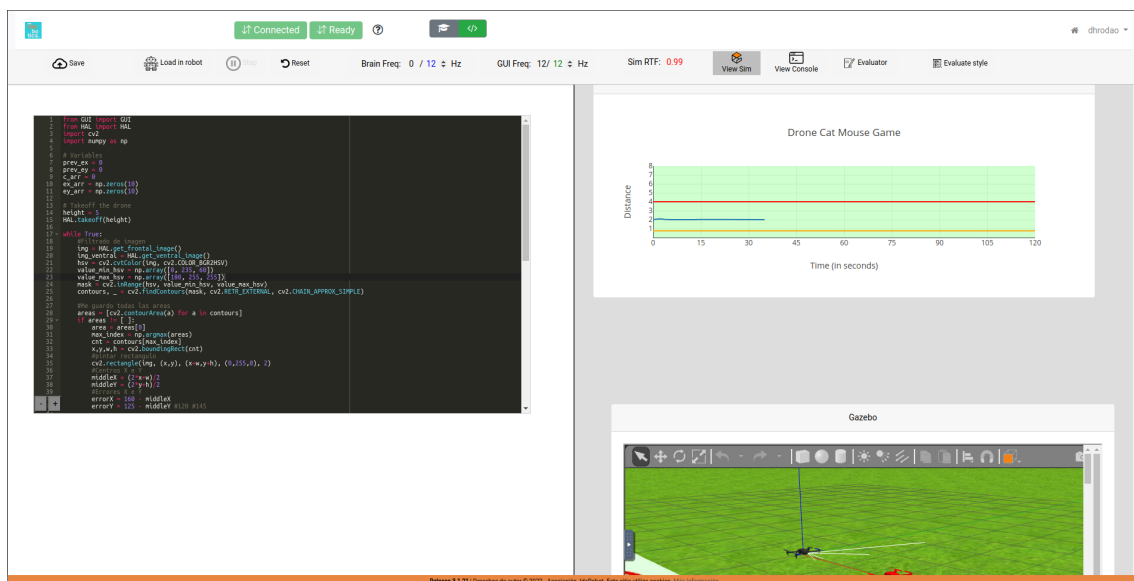 Connected Ready dhrodao
Save Load in robot Stop Reset Brain Freq: 0 / 12 Hz GUI Freq: 12/ 12 Hz Sim RTF: 0.99 View Sim View Console Evaluator Evaluate style
1 from GUI import GUI
2 from HAL import HAL
3 import cv2
4 import numpy as np
5
6 # Variables
7 prev_ex = 0
8 prev_ey = 0
9 c_arr = 0
10 ex_arr = np.zeros(10)
11 ey_arr = np.zeros(10)
12
13 # Takeoff the drone
14 height = 5
15 HAL.takeoff(height)
16
17 while True:
18 #Filtrado de imagen
19 img = HAL.get_frontal_image()
20 img_ventral = HAL.get_ventral_image()
21 hsv = cv2.cvtColor(img, cv2.COLOR_BGR2HSV)
22 value_min_hsv = np.array([0, 235, 60])
23 value_max_hsv = np.array([180, 255, 255])
24 mask = cv2.inRange(hsv, value_min_hsv, value_max_hsv)
25 contours, _ = cv2.findContours(mask, cv2.RETR_EXTERNAL, cv2.CHAIN_APPROX_SIMPLE)
26
27 #Me guardo todas las areas
28 areas = [cv2.contourArea(a) for a in contours]
29 if areas != [ ]:
30 area = areas[0]
31 max_index = np.argmax(areas)
32 cnt = contours[max_index]
33 x,y,w,h = cv2.boundingRect(cnt)
34 #pintar rectangulo
35 cv2.rectangle(img, (x,y), (x+w,y+h), (0,255,0), 2)
36 #Centros X e Y
37 middleX = (2*x+w)/2
38 middleY = (2*y+h)/2
39 #Errores X e Y
errorX = 160 - middleX
errorY = 125 - middleY #120 #145
- +
Drone Cat Mouse Game
Distance
8
7
6
5
4
3
2
1
0 15 30 45 60 75 90 105 120
Time (in seconds)
Gazebo